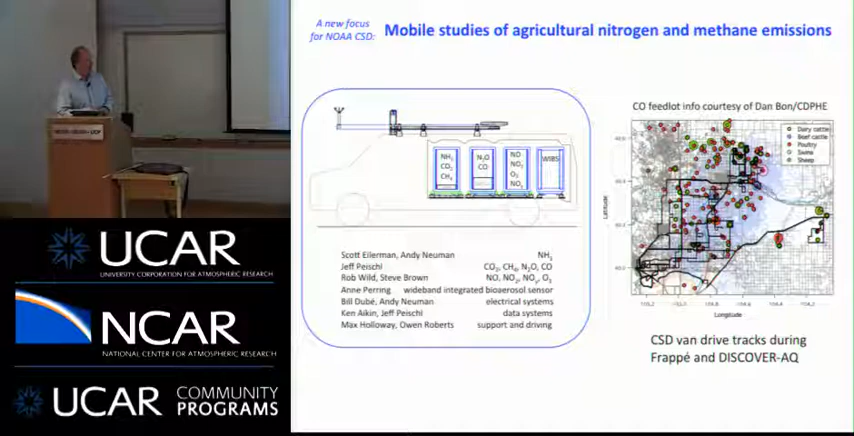 A new focus
for NOAA CSD:
Mobile studies of agricultural nitrogen and methane emissions
CO feedlot info courtesy of Dan Bon/CDPHE
NH₃
CO₂
CH₄
N₂O
CO
NO
NO₂
O₃
WIBS
Dairy cattle
Beef cattle
Poultry
Swine
Sheep
Latitude
Longitude
Scott Eilerman, Andy Neuman NH₃
Jeff Peischl CO₂, CH₄, N₂O, CO
Rob Wild, Steve Brown NO, NO₂, NOy, O₃
Anne Perring wideband integrated bioaerosol sensor
Bill Dubé, Andy Neuman electrical systems
Ken Aikin, Jeff Peischl data systems
Max Holloway, Owen Roberts support and driving
CSD van drive tracks during
Frappé and DISCOVER-AQ
UCAR
UNIVERSITY CORPORATION FOR ATMOSPHERIC RESEARCH
NCAR
NATIONAL CENTER FOR ATMOSPHERIC RESEARCH
UCAR COMMUNITY
PROGRAMS